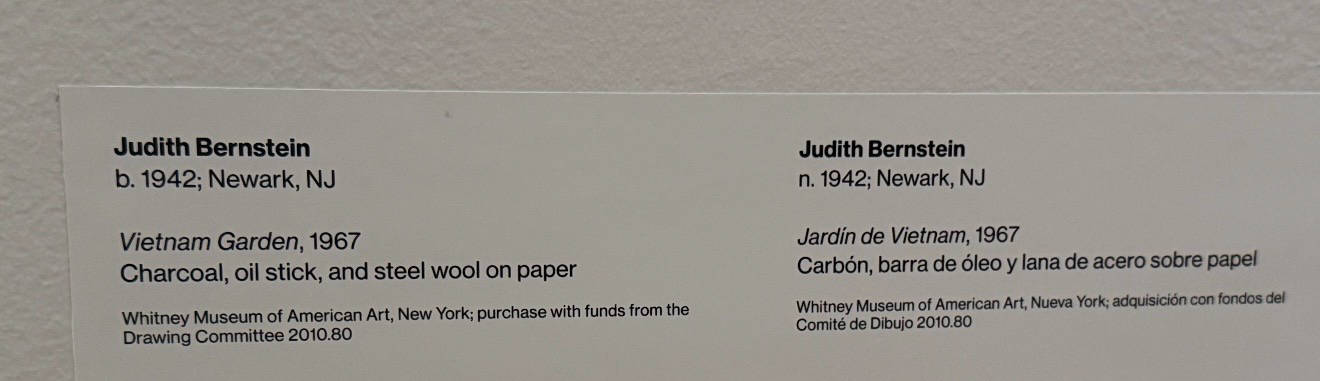 Judith Bernstein
b. 1942; Newark, NJ
Vietnam Garden, 1967
Charcoal, oil stick, and steel wool on paper
Whitney Museum of American Art, New York; purchase with funds from the
Drawing Committee 2010.80
Judith Bernstein
n. 1942; Newark, NJ
Jardín de Vietnam, 1967
Carbón, barra de óleo y lana de acero sobre papel
Whitney Museum of American Art, Nueva York; adquisición con fondos del
Comité de Dibujo 2010.80